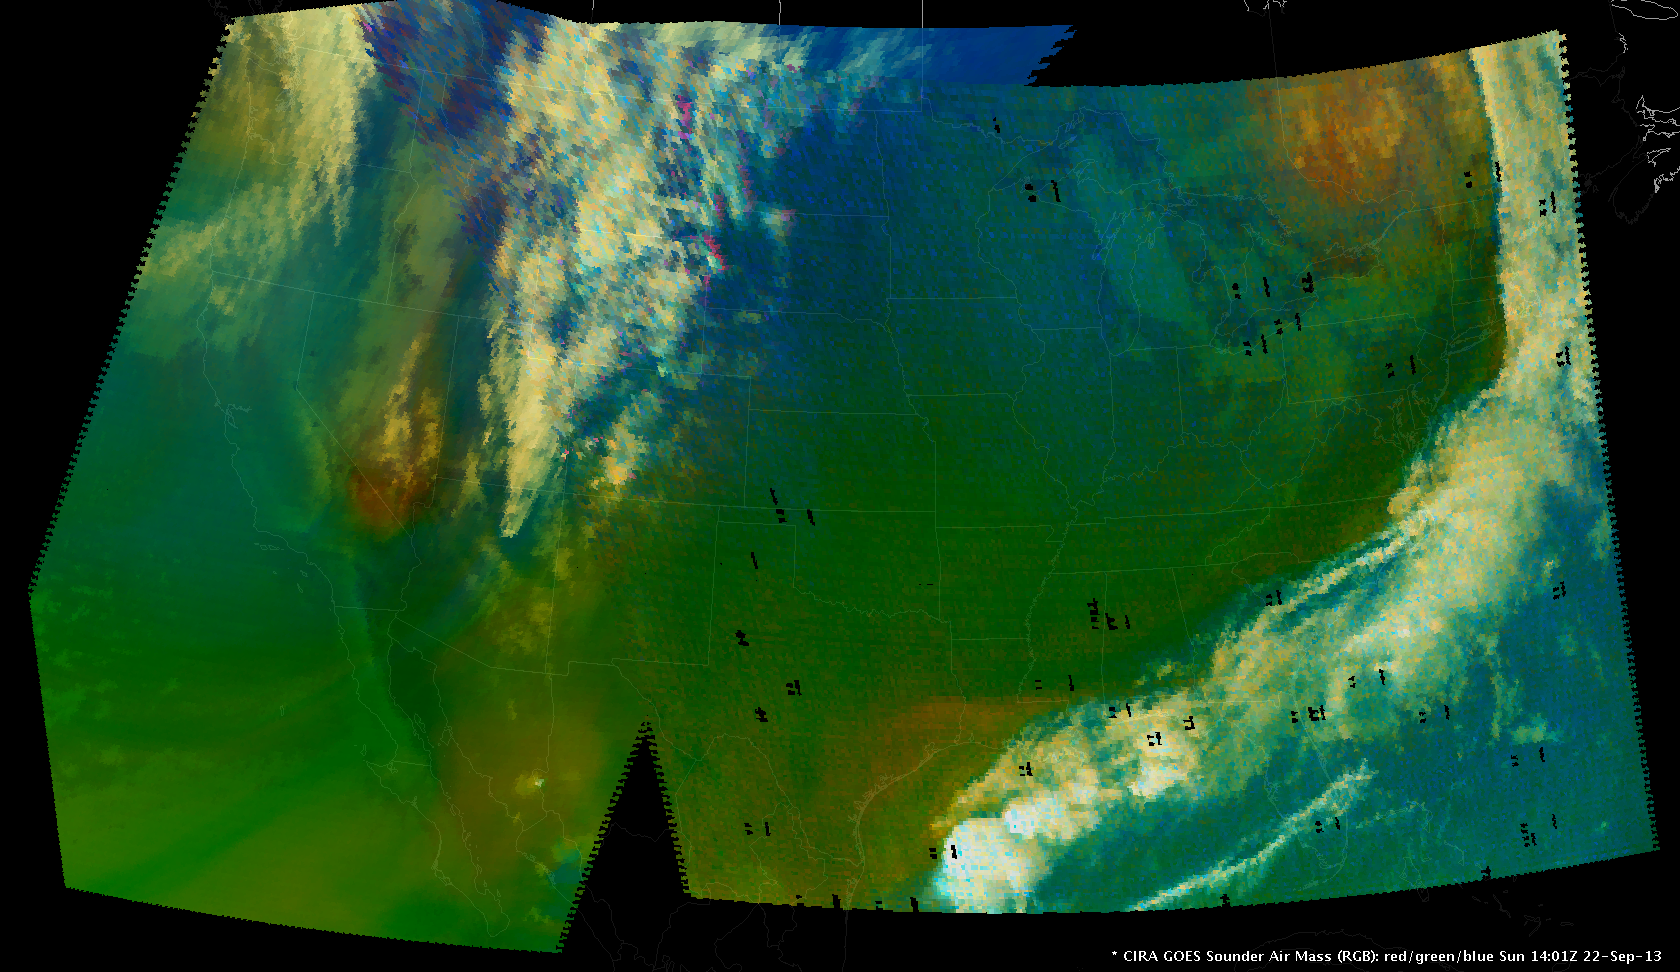 * CIRA GOES Sounder Air Mass (RGB): red/green/blue Sun 14:01Z 22-Sep-13